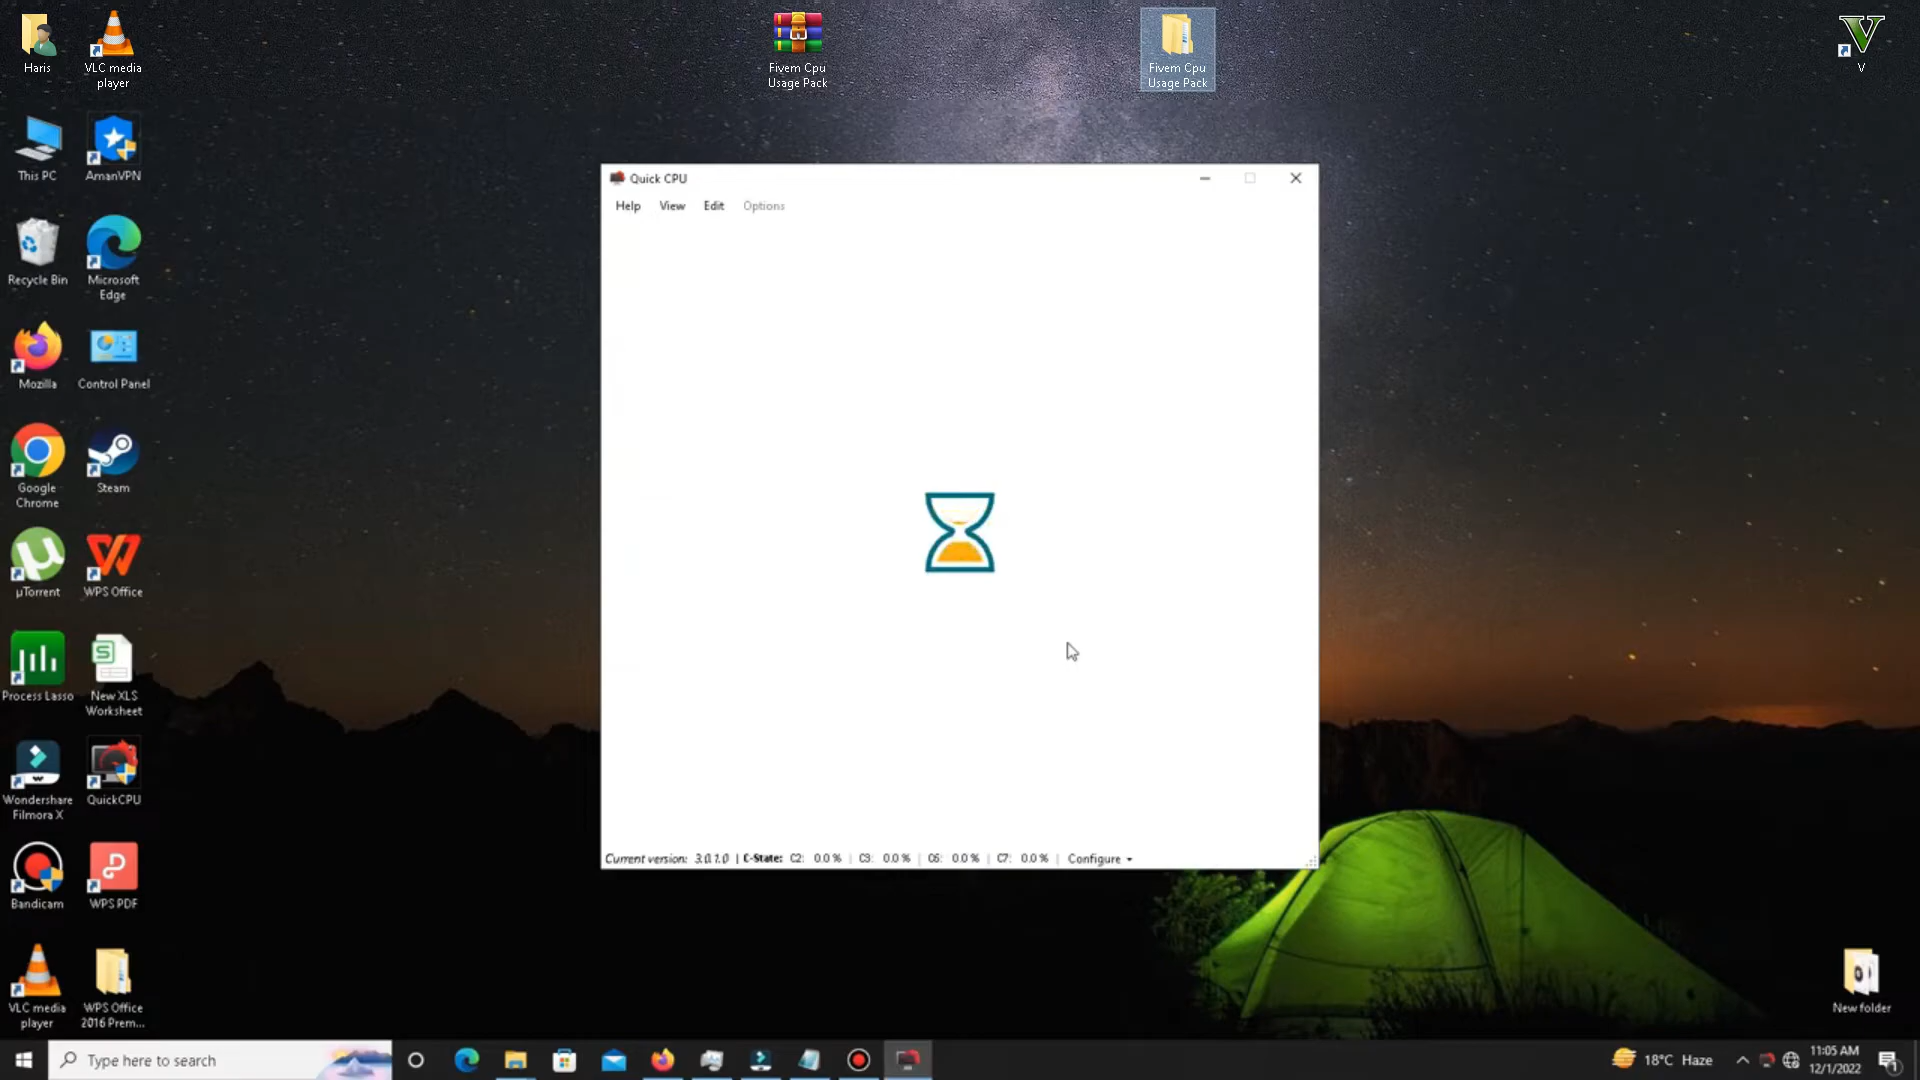 Haris
VLC media
player
Fivem Cpu
Usage Pack
Fivem Cpu
Usage Pack
V
This PC
AmanVPN
Recycle Bin
Microsoft
Edge
Mozilla
Control Panel
Google
Chrome
Steam
µTorrent
WPS Office
Process Lasso
New XLS
Worksheet
Wondershare
Filmora X
QuickCPU
Bandicam
WPS PDF
VLC media
player
WPS Office
2016 Prem...
New folder
Quick CPU
Help View Edit Options
Current version: 3.0.1.0 | C-State: C2: 0.0 % | C3: 0.0 % | C6: 0.0 % | C7: 0.0 % | Configure
Type here to search
18°C Haze
11:05 AM
12/1/2022
1